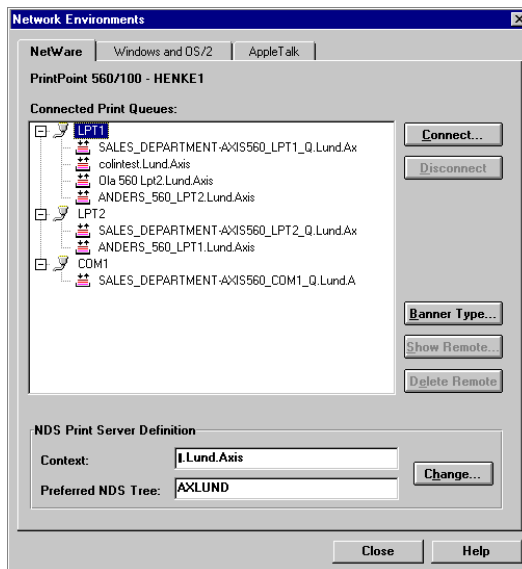 Network Environments
NetWare
Windows and OS/2
AppleTalk
PrintPoint 560/100 - HENKE1
Connected Print Queues:
LPT1
SALES_DEPARTMENT-AXIS560_LPT1_Q.Lund.Ax
colintest.Lund.Axis
Ola 560 Lpt2.Lund.Axis
ANDERS_560_LPT2.Lund.Axis
LPT2
SALES_DEPARTMENT-AXIS560_LPT2_Q.Lund.Ax
ANDERS_560_LPT1.Lund.Axis
COM1
SALES_DEPARTMENT-AXIS560_COM1_Q.Lund.A
Connect...
Disconnect
Banner Type...
Show Remote...
Delete Remote
NDS Print Server Definition
Context:
.Lund.Axis
Change...
Preferred NDS Tree:
AXLUND
Close
Help